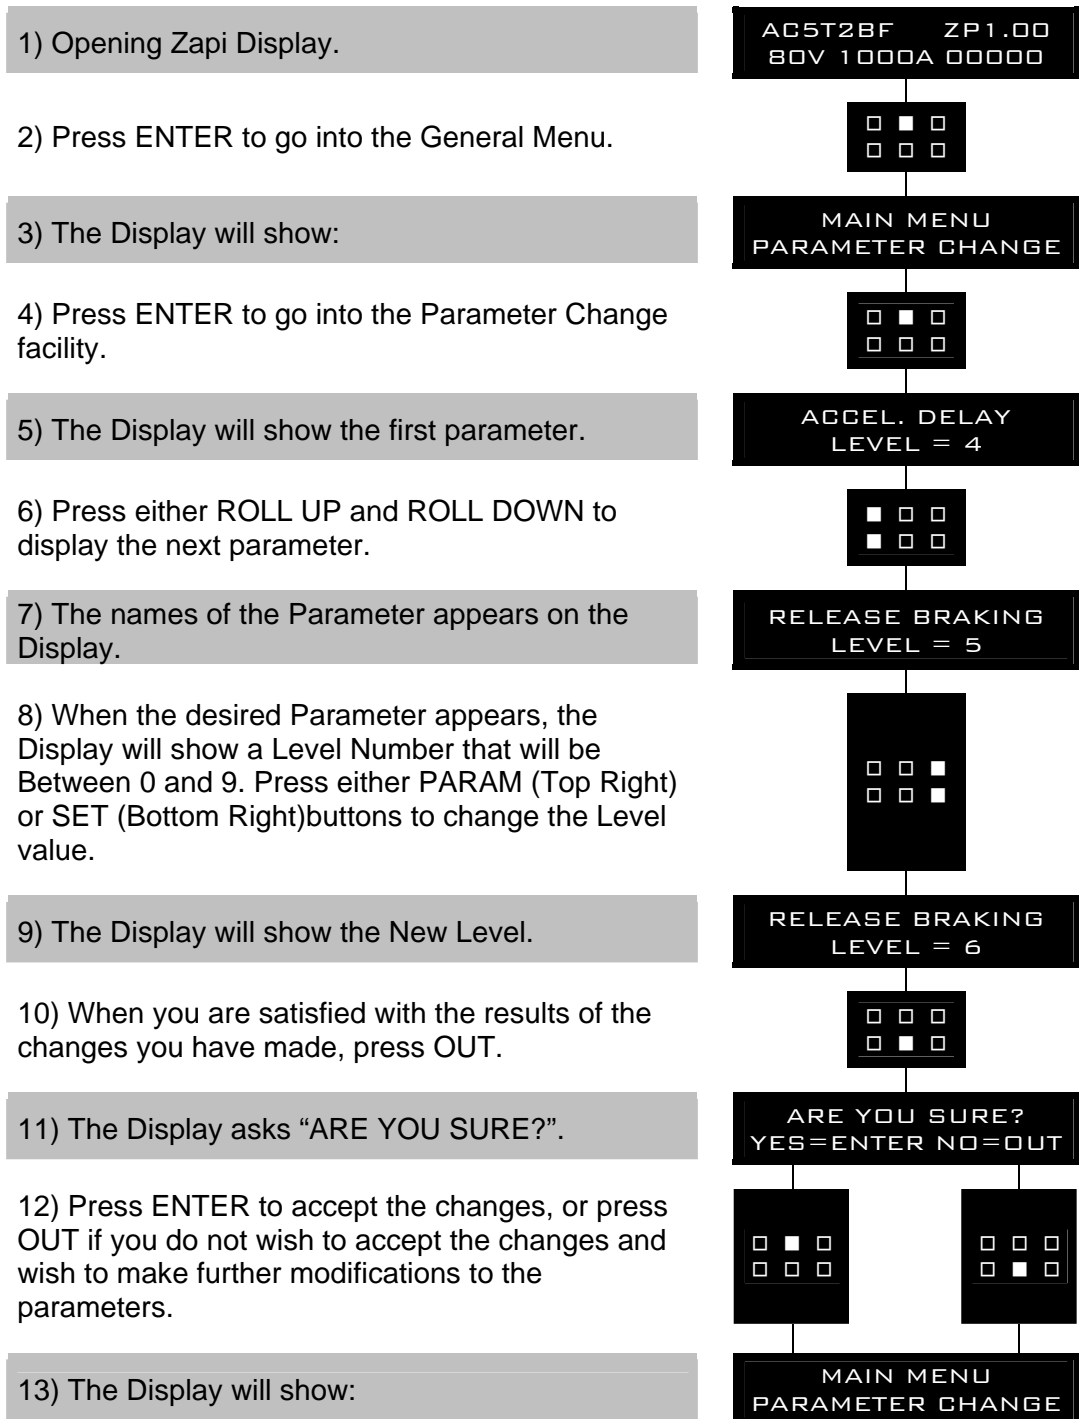 1) Opening Zapi Display.
AC5T2BF ZP1.00
80V 1000A 00000
2) Press ENTER to go into the General Menu.
3) The Display will show:
MAIN MENU
PARAMETER CHANGE
4) Press ENTER to go into the Parameter Change
facility.
5) The Display will show the first parameter.
ACCEL. DELAY
LEVEL = 4
6) Press either ROLL UP and ROLL DOWN to
display the next parameter.
7) The names of the Parameter appears on the
Display.
RELEASE BRAKING
LEVEL = 5
8) When the desired Parameter appears, the
Display will show a Level Number that will be
Between 0 and 9. Press either PARAM (Top Right)
or SET (Bottom Right)buttons to change the Level
value.
9) The Display will show the New Level.
RELEASE BRAKING
LEVEL = 6
10) When you are satisfied with the results of the
changes you have made, press OUT.
11) The Display asks “ARE YOU SURE?”.
ARE YOU SURE?
YES=ENTER NO=OUT
12) Press ENTER to accept the changes, or press
OUT if you do not wish to accept the changes and
wish to make further modifications to the
parameters.
13) The Display will show:
MAIN MENU
PARAMETER CHANGE